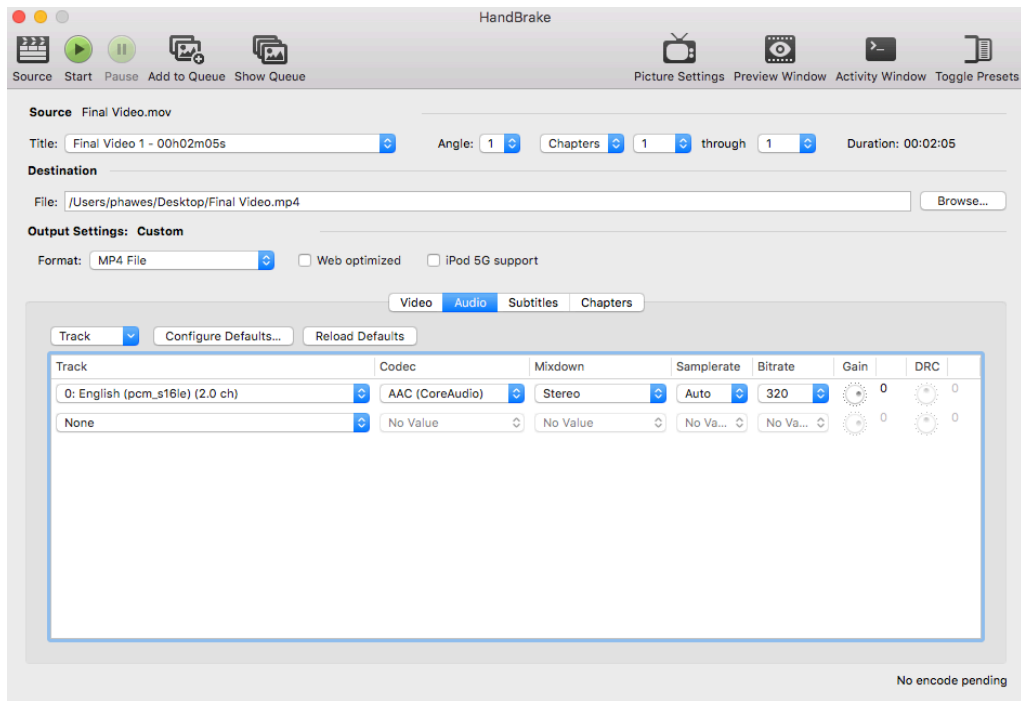 HandBrake
Source Start Pause Add to Queue Show Queue Picture Settings Preview Window Activity Window Toggle Presets
Source Final Video.mov
Title: Final Video 1 - 00h02m05s Angle: 1 Chapters 1 through 1 Duration: 00:02:05
Destination
File: /Users/phawes/Desktop/Final Video.mp4 Browse...
Output Settings: Custom
Format: MP4 File Web optimized iPod 5G support
Video Audio Subtitles Chapters
Track Configure Defaults... Reload Defaults
Track Codec Mixdown Samplerate Bitrate Gain DRC
0: English (pcm_s16le) (2.0 ch) AAC (CoreAudio) Stereo Auto 320 0 0
None No Value No Value No Va... No Va... 0 0
No encode pending